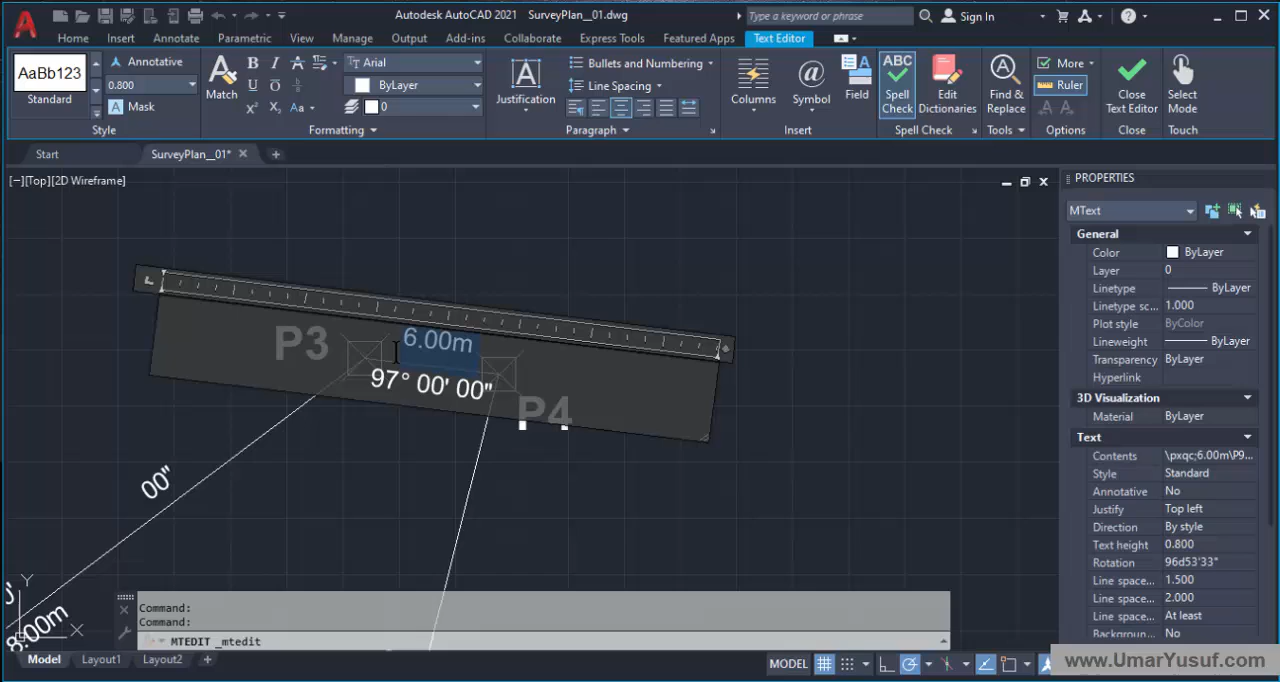 Autodesk AutoCAD 2021 SurveyPlan__01.dwg
Type a keyword or phrase
Sign In
Home Insert Annotate Parametric View Manage Output Add-ins Collaborate Express Tools Featured Apps Text Editor
AaBb123
Standard
Annotative
0.800
Mask
Style
Match
Arial
ByLayer
0
Formatting
Justification
Bullets and Numbering
Line Spacing
Paragraph
Columns
Symbol
Field
Insert
ABC
Spell
Check
Edit
Dictionaries
Spell Check
Find &
Replace
Tools
More
Ruler
Options
Close
Text Editor
Close
Select
Mode
Touch
Start
SurveyPlan__01*
[−][Top][2D Wireframe]
P3
6.00m
97° 00' 00"
P4
00"
8.00m
Y
X
PROPERTIES
MText
General
Color ByLayer
Layer 0
Linetype ByLayer
Linetype sc... 1.000
Plot style ByColor
Lineweight ByLayer
Transparency ByLayer
Hyperlink
3D Visualization
Material ByLayer
Text
Contents \pxqc;6.00m\P9...
Style Standard
Annotative No
Justify Top left
Direction By style
Text height 0.800
Rotation 96d53'33"
Line space... 1.500
Line space... 2.000
Line space... At least
Backgroun... No
Command:
Command:
MTEDIT _mtedit
Model Layout1 Layout2
MODEL
www.UmarYusuf.com